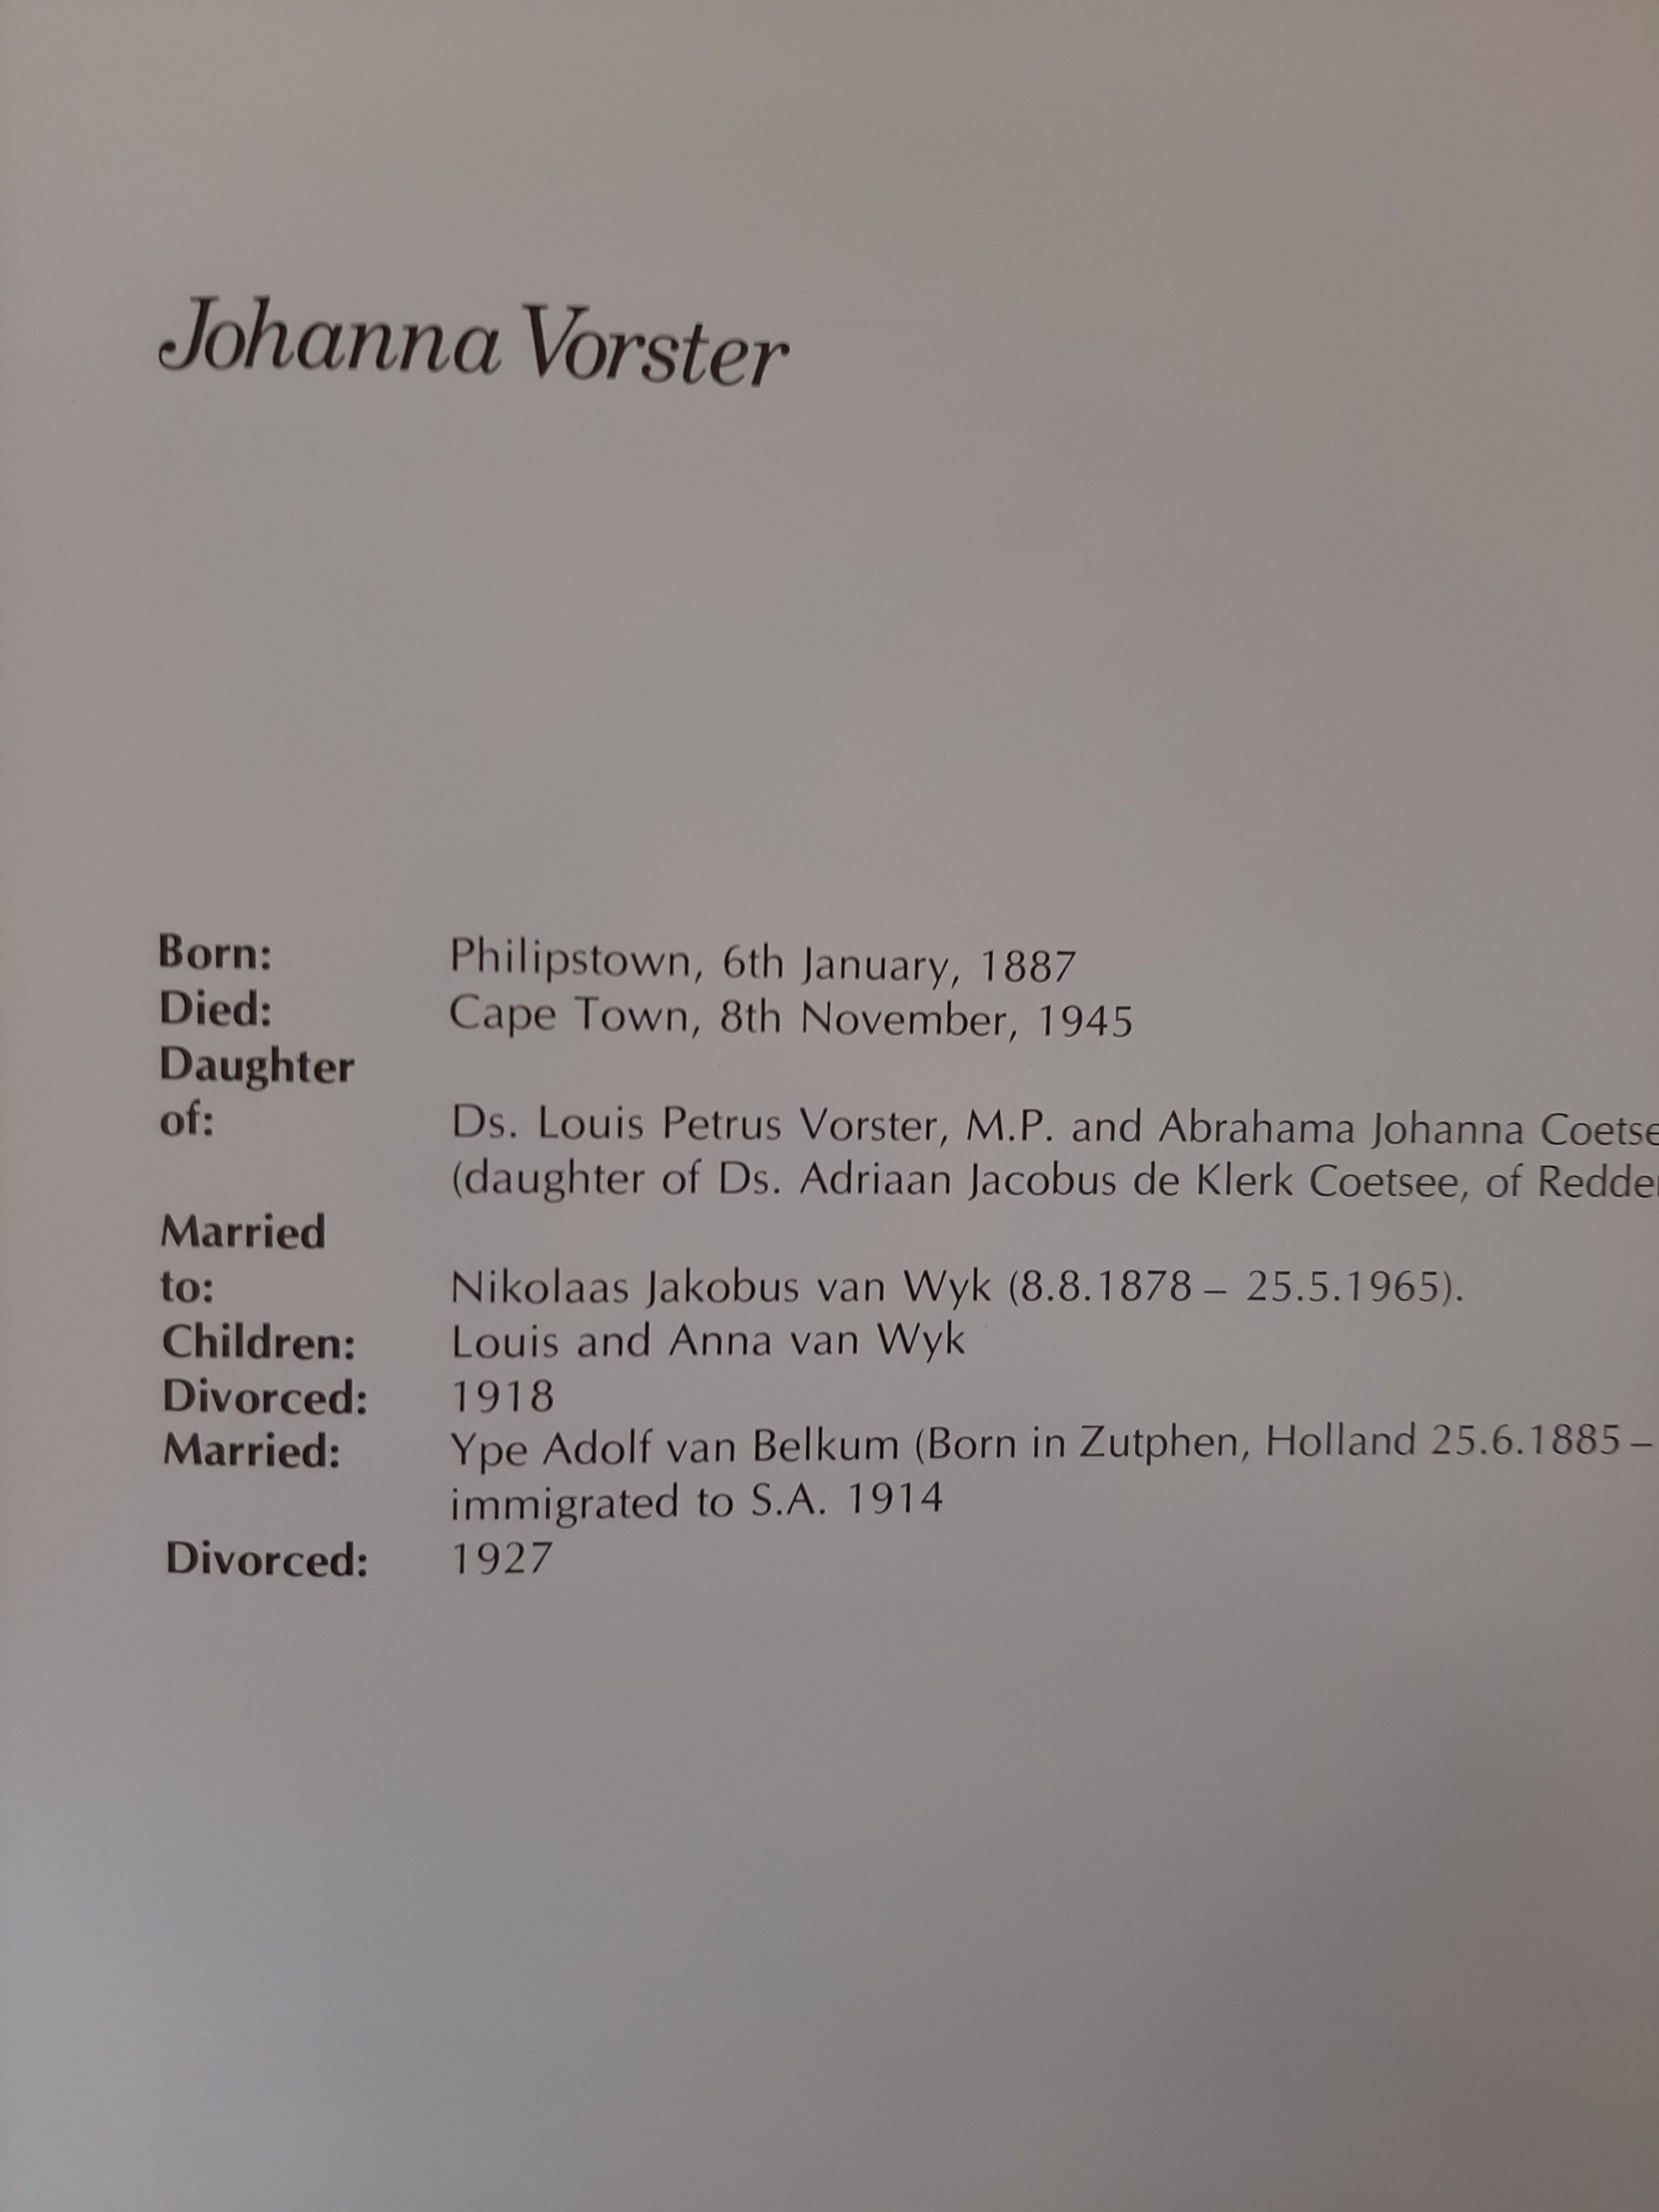 Johanna Vorster
Born: Philipstown, 6th January, 1887
Died: Cape Town, 8th November, 1945
Daughter
of: Ds. Louis Petrus Vorster, M.P. and Abrahama Johanna
(daughter of Ds. Adriaan Jacobus de Klerk Coetsee, of
Married
to: Nikolaas Jakobus van Wyk (8.8.1878 – 25.5.1965).
Children: Louis and Anna van Wyk
Divorced: 1918
Married: Ype Adolf van Belkum (Born in Zutphen, Holland 25.6.1885 –
immigrated to S.A. 1914
Divorced: 1927